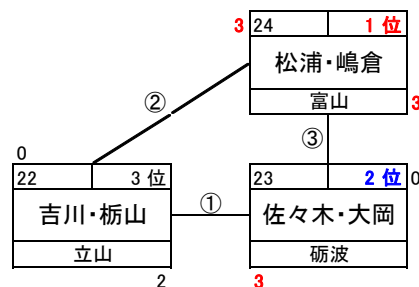 3 24 1 位
松浦・嶋倉
富山 3
②
③
0
22 3 位
吉川・栃山
立山
2
①
23 2 位 0
佐々木・大岡
砺波
3